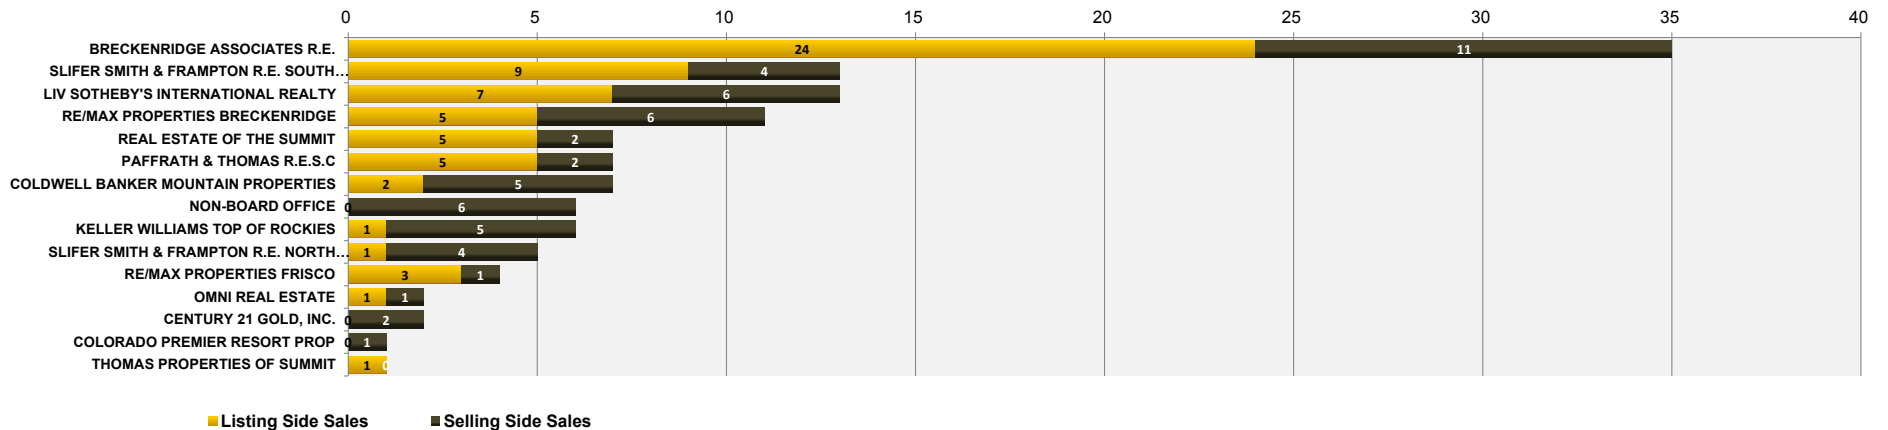 0 5 10 15 20 25 30 35 40
BRECKENRIDGE ASSOCIATES R.E. 24 11
SLIFER SMITH & FRAMPTON R.E. SOUTH... 9 4
LIV SOTHEBY'S INTERNATIONAL REALTY 7 6
RE/MAX PROPERTIES BRECKENRIDGE 5 6
REAL ESTATE OF THE SUMMIT 5 2
PAFFRATH & THOMAS R.E.S.C 5 2
COLDWELL BANKER MOUNTAIN PROPERTIES 2 5
NON-BOARD OFFICE 0 6
KELLER WILLIAMS TOP OF ROCKIES 1 5
SLIFER SMITH & FRAMPTON R.E. NORTH... 1 4
RE/MAX PROPERTIES FRISCO 3 1
OMNI REAL ESTATE 1 1
CENTURY 21 GOLD, INC. 0 2
COLORADO PREMIER RESORT PROP 0 1
THOMAS PROPERTIES OF SUMMIT 1 0
Listing Side Sales Selling Side Sales